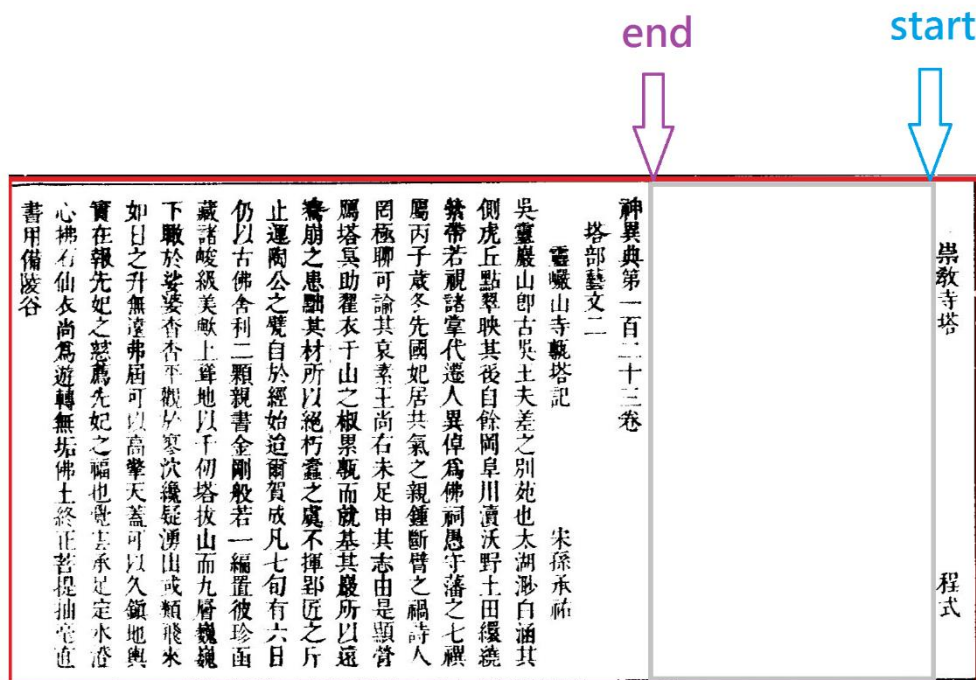 start
end
崇教寺塔 程式
神異典第一百二十三卷
塔部藝文二
靈巖山寺甎塔記 宋孫承祐
吳靈巖山卽古吳王夫差之別苑也太湖渺白涵其
側虎丘點翠映其後自餘岡阜川瀆沃野土田繚繞
縈帶若視諸掌代遷人異倬爲佛祠愚守藩之七禩
屬丙子歲冬先國妃居共氣之親鍾斷臂之禍詩人
罔極聊可諭其哀素王尚右未足申其志由是顯營
鴈塔冥助翟衣于山之椒累甎而就基其巖所以遠
騫崩之患黜其材所以絕朽蠹之虞不揮郢匠之斤
止運陶公之甓自於經始迨爾賀成凡七旬有六日
仍以古佛舍利二顆親書金剛般若一編置彼珍函
藏諸峻級美歟上聳地以千仞塔拔山而九層巍巍
下瞰於娑婆杳杳平觀於寥泬纔疑湧出或類飛來
如日之升無遠弗屆可以高擎天蓋可以久鎮地輿
實在報先妃之慈薦先妃之福也覺其承足定水沿
心拂石仙衣尚爲遊轉無垢佛土終正菩提抽毫直
書用備陵谷